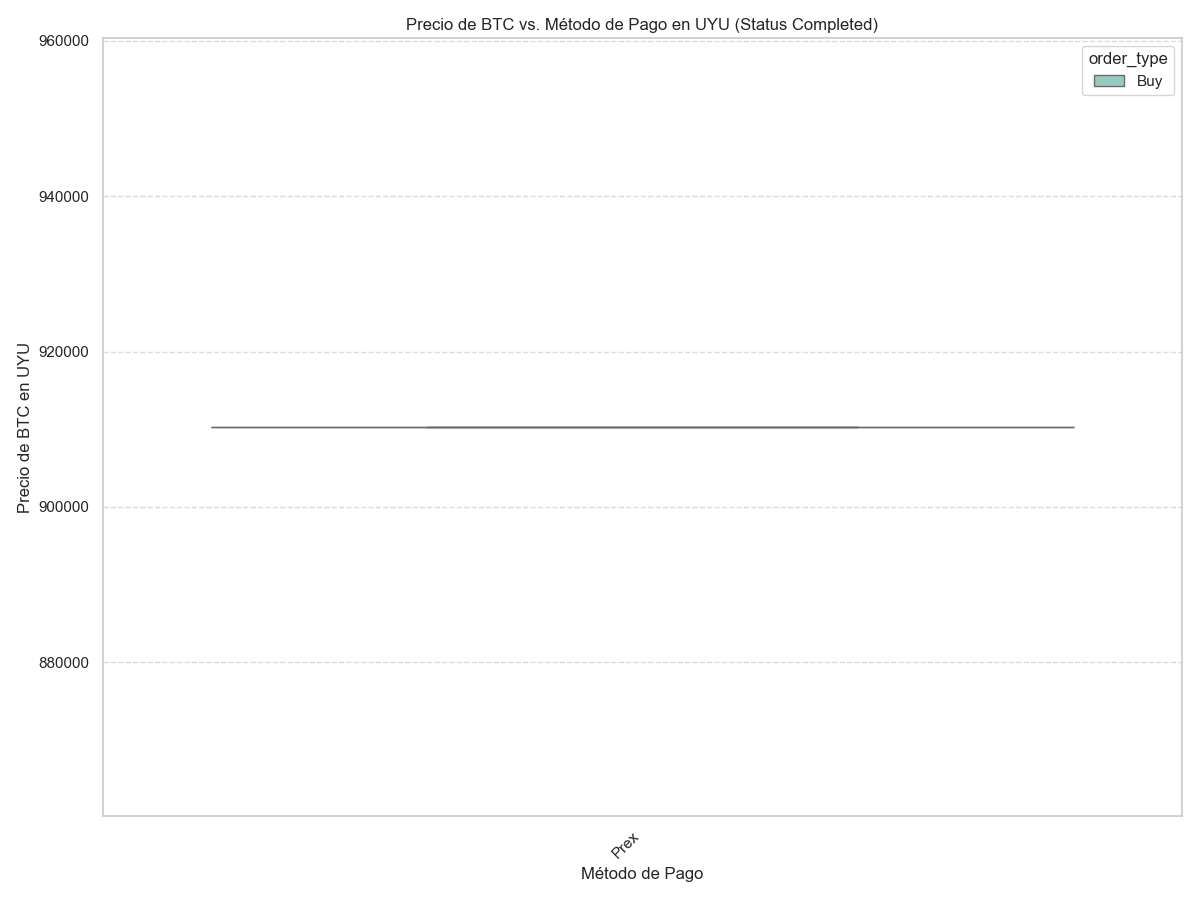 Precio de BTC vs. Método de Pago en UYU (Status Completed)
order_type
Buy
960000
940000
920000
900000
880000
Precio de BTC en UYU
Prex
Método de Pago